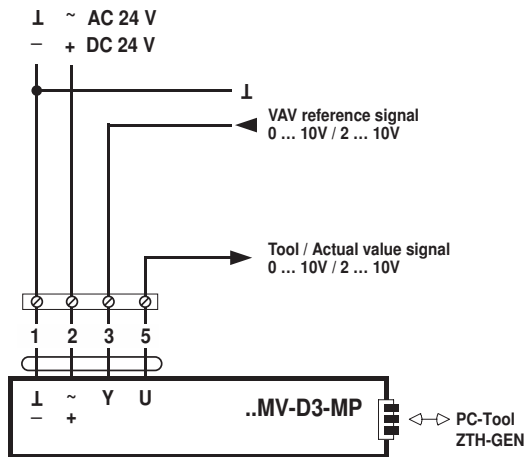 ⊥ ~ AC 24 V
– + DC 24 V
⊥
VAV reference signal
0 ... 10V / 2 ... 10V
Tool / Actual value signal
0 ... 10V / 2 ... 10V
1 2 3 5
⊥ ~ Y U
– +
..MV-D3-MP
PC-Tool
ZTH-GEN